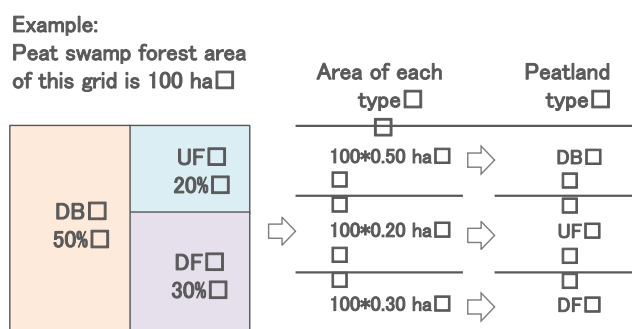 Example:
Peat swamp forest area
of this grid is 100 ha□
DB□
50%□
UF□
20%□
DF□
30%□
Area of each
type□
□
100*0.50 ha□
□
□
100*0.20 ha□
□
□
100*0.30 ha□
Peatland
type□
DB□
□
□
UF□
□
□
DF□